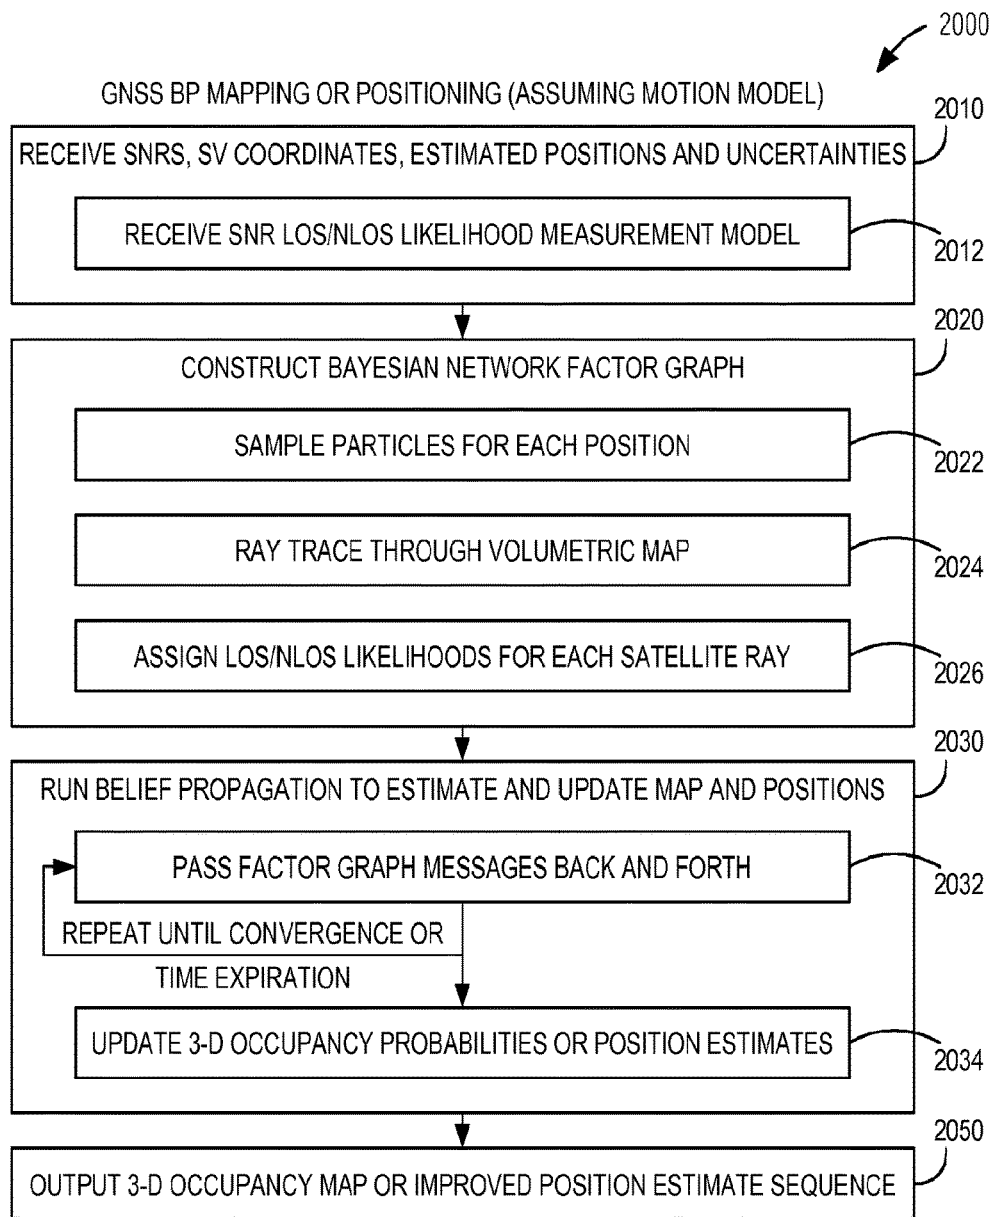 2000
GNSS BP MAPPING OR POSITIONING (ASSUMING MOTION MODEL)
2010
RECEIVE SNRS, SV COORDINATES, ESTIMATED POSITIONS AND UNCERTAINTIES
RECEIVE SNR LOS/NLOS LIKELIHOOD MEASUREMENT MODEL
2012
2020
CONSTRUCT BAYESIAN NETWORK FACTOR GRAPH
SAMPLE PARTICLES FOR EACH POSITION
2022
RAY TRACE THROUGH VOLUMETRIC MAP
2024
ASSIGN LOS/NLOS LIKELIHOODS FOR EACH SATELLITE RAY
2026
2030
RUN BELIEF PROPAGATION TO ESTIMATE AND UPDATE MAP AND POSITIONS
PASS FACTOR GRAPH MESSAGES BACK AND FORTH
2032
REPEAT UNTIL CONVERGENCE OR
TIME EXPIRATION
UPDATE 3-D OCCUPANCY PROBABILITIES OR POSITION ESTIMATES
2034
2050
OUTPUT 3-D OCCUPANCY MAP OR IMPROVED POSITION ESTIMATE SEQUENCE